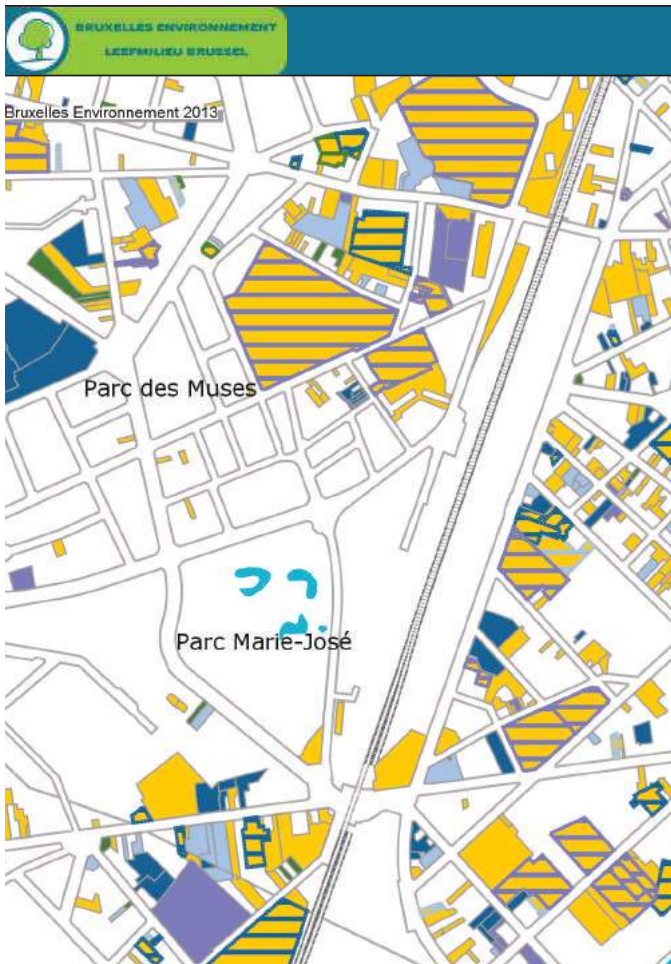 BRUXELLES ENVIRONNEMENT
LEEFMILIEU BRUSSEL
Bruxelles Environnement 2013
Parc des Muses
Parc Marie-José